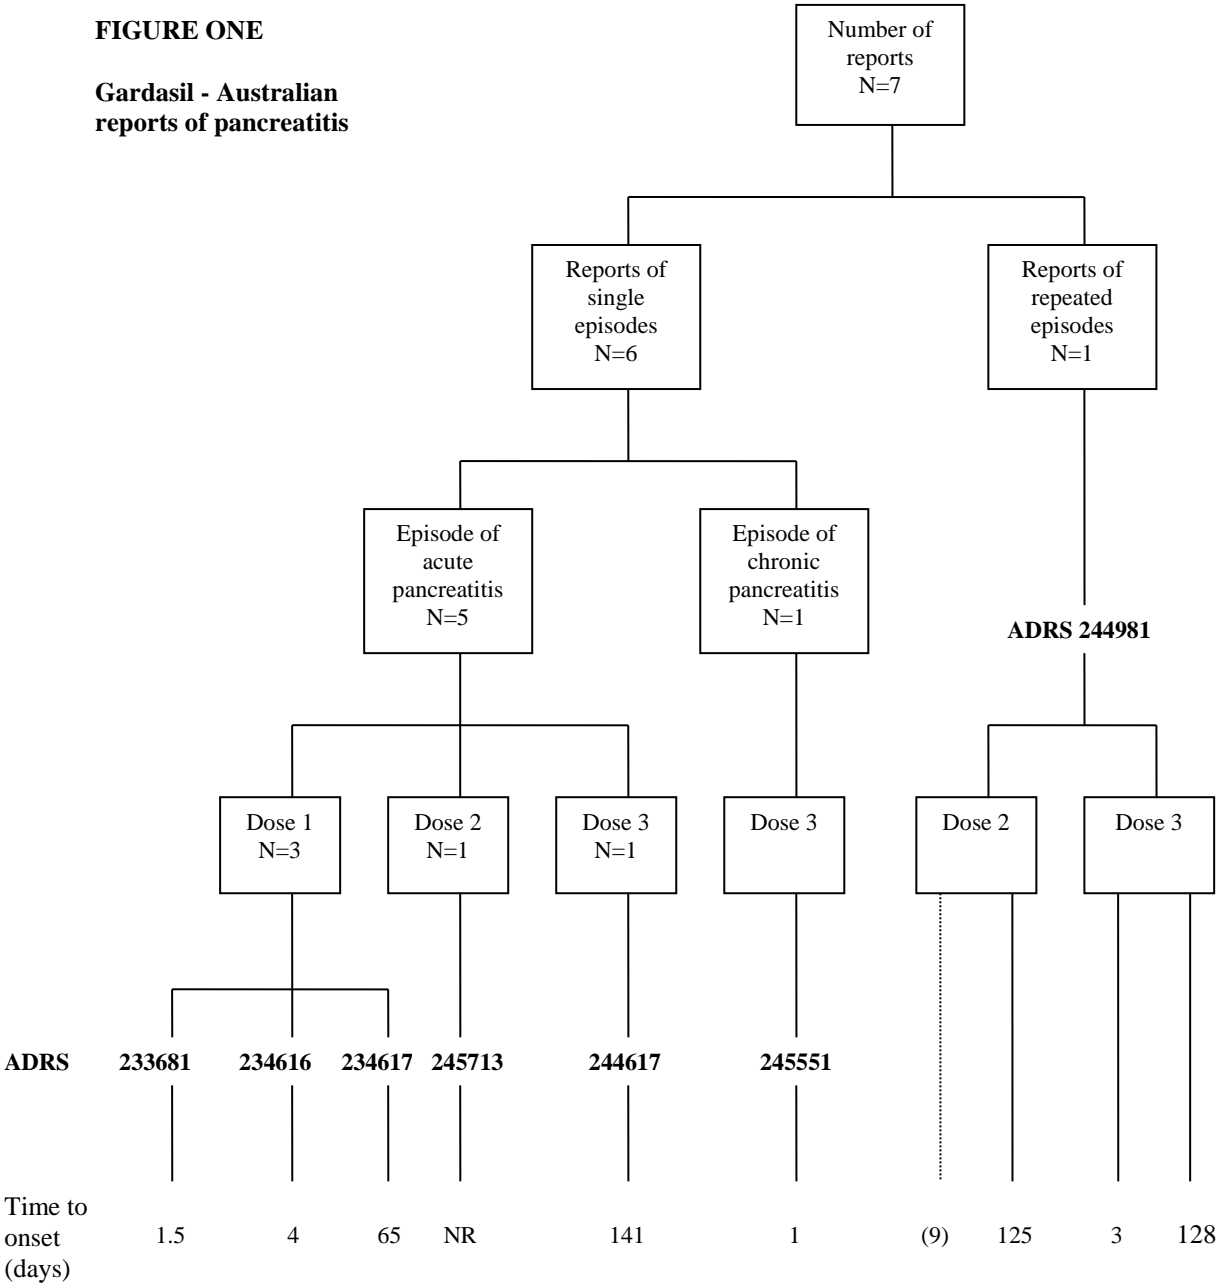 FIGURE ONE
Gardasil - Australian
reports of pancreatitis
Number of
reports
N=7
Reports of
single
episodes
N=6
Reports of
repeated
episodes
N=1
Episode of
acute
pancreatitis
N=5
Episode of
chronic
pancreatitis
N=1
ADRS 244981
Dose 1
N=3
Dose 2
N=1
Dose 3
N=1
Dose 3
Dose 2
Dose 3
ADRS 233681 234616 234617 245713 244617 245551
Time to
onset
(days)
1.5 4 65 NR 141 1 (9) 125 3 128